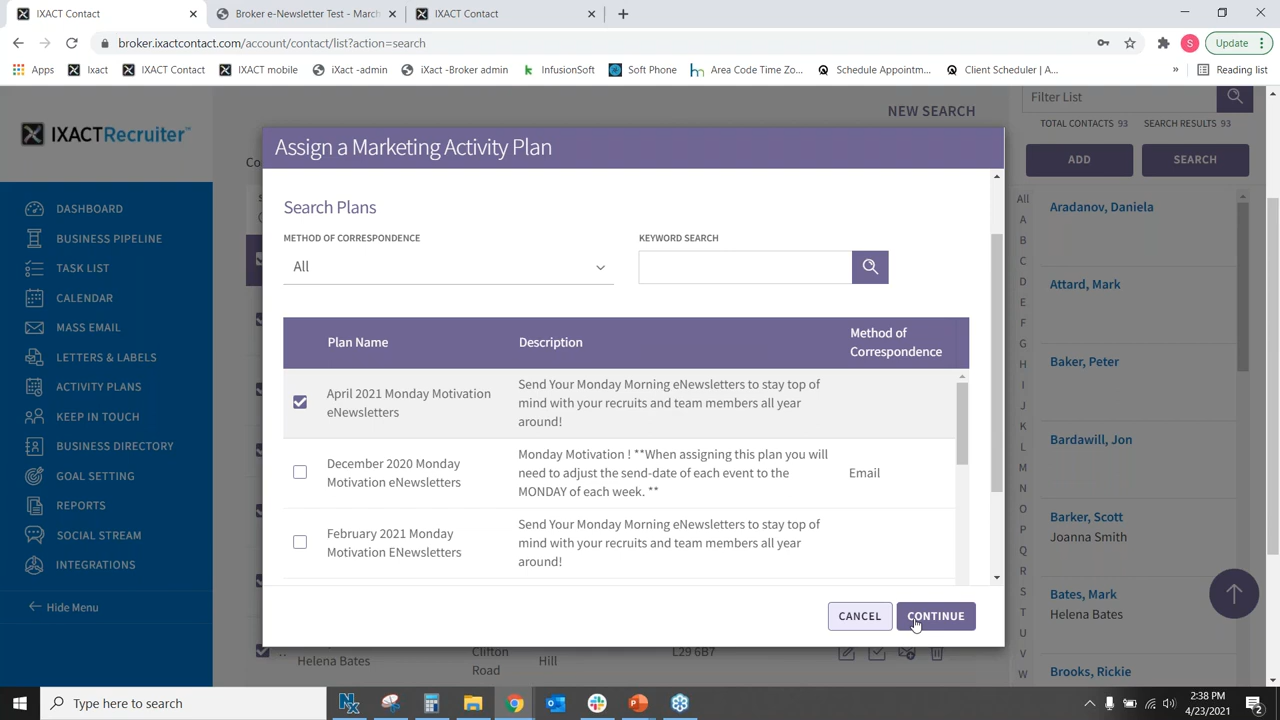 IXACT Contact
Broker e-Newsletter Test - March
IXACT Contact
broker.ixactcontact.com/account/contact/list?action=search
S
Update
Apps
Ixact
IXACT Contact
IXACT mobile
iXact -admin
iXact -Broker admin
InfusionSoft
Soft Phone
Area Code Time Zo...
Schedule Appointm...
Client Scheduler | A...
»
Reading list
IXACTRecruiter™
DASHBOARD
BUSINESS PIPELINE
TASK LIST
CALENDAR
MASS EMAIL
LETTERS & LABELS
ACTIVITY PLANS
KEEP IN TOUCH
BUSINESS DIRECTORY
GOAL SETTING
REPORTS
SOCIAL STREAM
INTEGRATIONS
Hide Menu
NEW SEARCH
Co
Assign a Marketing Activity Plan
Search Plans
METHOD OF CORRESPONDENCE
KEYWORD SEARCH
All
Plan Name
Description
Method of
Correspondence
April 2021 Monday Motivation
eNewsletters
Send Your Monday Morning eNewsletters to stay top of
mind with your recruits and team members all year
around!
December 2020 Monday
Motivation eNewsletters
Monday Motivation ! **When assigning this plan you will
need to adjust the send-date of each event to the
MONDAY of each week. **
Email
February 2021 Monday
Motivation ENewsletters
Send Your Monday Morning eNewsletters to stay top of
mind with your recruits and team members all year
around!
CANCEL
CONTINUE
Helena Bates
Clifton
Road
Hill
L29 6B7
Filter List
TOTAL CONTACTS 93
SEARCH RESULTS 93
ADD
SEARCH
All
A
B
C
D
E
F
G
H
I
J
K
L
M
N
O
P
Q
R
S
T
U
V
W
Aradanov, Daniela
Attard, Mark
Baker, Peter
Bardawill, Jon
Barker, Scott
Joanna Smith
Bates, Mark
Helena Bates
Brooks, Rickie
Type here to search
2:38 PM
4/23/2021
2